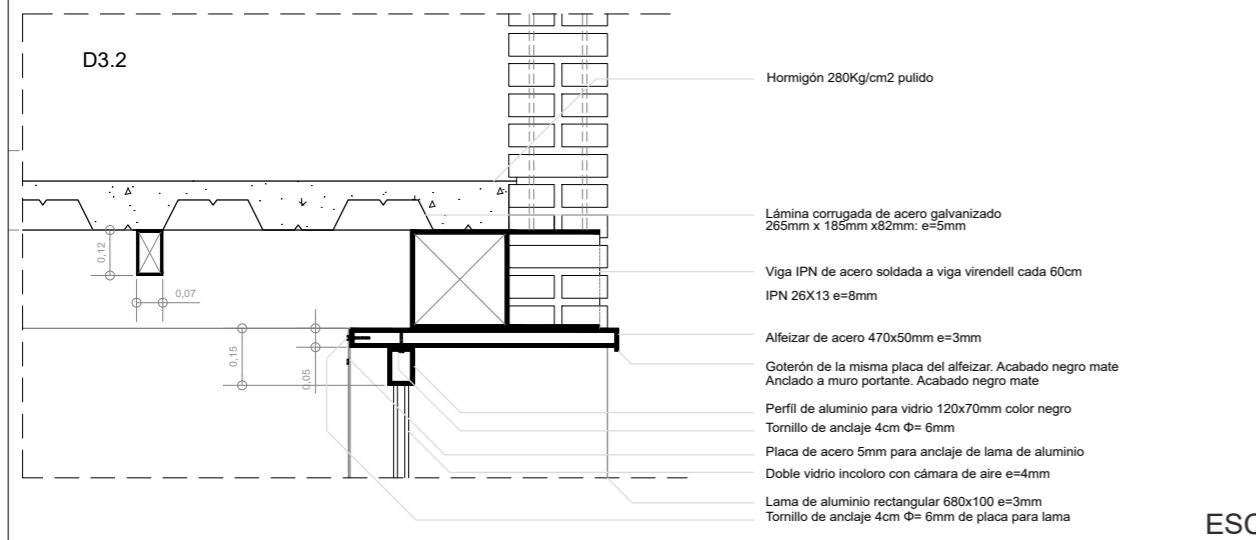 D3.2
Hormigón 280Kg/cm2 pulido
Lámina corrugada de acero galvanizado
265mm x 185mm x82mm: e=5mm
0,12
Viga IPN de acero soldada a viga virendell cada 60cm
0,07
IPN 26X13 e=8mm
Alfeizar de acero 470x50mm e=3mm
0,15
0,05
Goterón de la misma placa del alfeizar. Acabado negro mate
Anclado a muro portante. Acabado negro mate
Perfíl de aluminio para vidrio 120x70mm color negro
Tornillo de anclaje 4cm Φ= 6mm
Placa de acero 5mm para anclaje de lama de aluminio
Doble vidrio incoloro con cámara de aire e=4mm
Lama de aluminio rectangular 680x100 e=3mm
Tornillo de anclaje 4cm Φ= 6mm de placa para lama
ESC